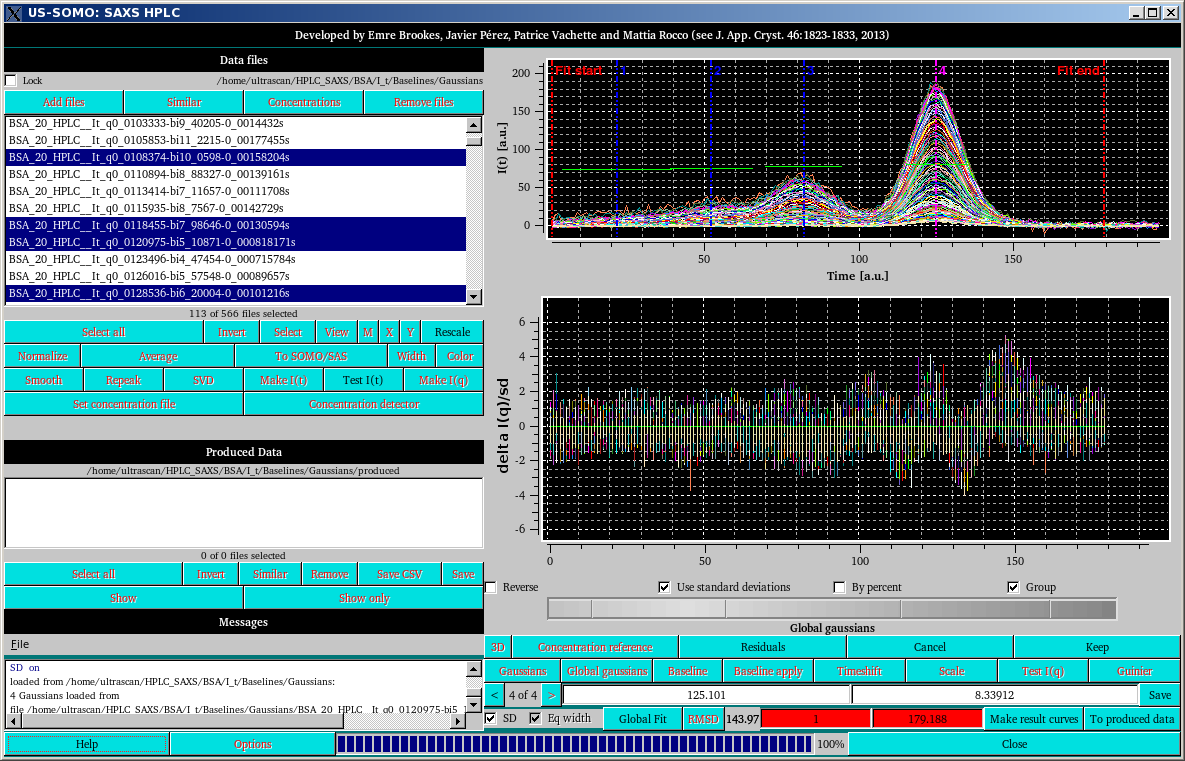 US-SOMO: SAXS HPLC
Developed by Emre Brookes, Javier Pérez, Patrice Vachette and Mattia Rocco (see J. App. Cryst. 46:1823-1833, 2013)
Data files
Lock /home/ultrascan/HPLC_SAXS/BSA/I_t/Baselines/Gaussians
Add files Similar Concentrations Remove files
BSA_20_HPLC__It_q0_0103333-bi9_40205-0_0014432s
BSA_20_HPLC__It_q0_0105853-bi11_2215-0_00177455s
BSA_20_HPLC__It_q0_0108374-bi10_0598-0_00158204s
BSA_20_HPLC__It_q0_0110894-bi8_88327-0_00139161s
BSA_20_HPLC__It_q0_0113414-bi7_11657-0_00111708s
BSA_20_HPLC__It_q0_0115935-bi8_7567-0_00142729s
BSA_20_HPLC__It_q0_0118455-bi7_98646-0_00130594s
BSA_20_HPLC__It_q0_0120975-bi5_10871-0_000818171s
BSA_20_HPLC__It_q0_0123496-bi4_47454-0_000715784s
BSA_20_HPLC__It_q0_0126016-bi5_57548-0_00089657s
BSA_20_HPLC__It_q0_0128536-bi6_20004-0_00101216s
113 of 566 files selected
Select all Invert Select View M X Y Rescale
Normalize Average To SOMO/SAS Width Color
Smooth Repeak SVD Make I(t) Test I(t) Make I(q)
Set concentration file Concentration detector
Produced Data
/home/ultrascan/HPLC_SAXS/BSA/I_t/Baselines/Gaussians/produced
0 of 0 files selected
Select all Invert Similar Remove Save CSV Save
Show Show only
Messages
File
SD on
loaded from /home/ultrascan/HPLC_SAXS/BSA/I_t/Baselines/Gaussians:
4 Gaussians loaded from
file /home/ultrascan/HPLC_SAXS/BSA/I_t/Baselines/Gaussians/BSA_20_HPLC__It_q0_0120975-bi5
Help Options 100% Close
I(t) [a.u.]
200
150
100
50
0
Fit start 1 2 3 4 Fit end
50 100 150
Time [a.u.]
delta I(q)/sd
6
4
2
0
-2
-4
-6
0 50 100 150
Reverse Use standard deviations By percent Group
Global gaussians
3D Concentration reference Residuals Cancel Keep
Gaussians Global gaussians Baseline Baseline apply Timeshift Scale Test I(q) Guinier
< 4 of 4 > 125.101 8.33912 Save
SD Eq width Global Fit RMSD 143.97 1 179.188 Make result curves To produced data